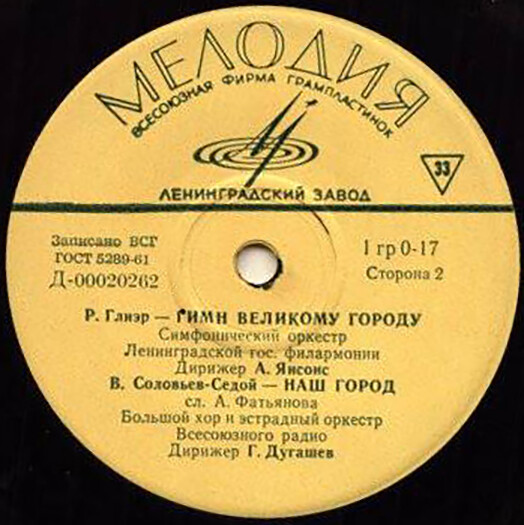 МЕЛОДИЯ
ВСЕСОЮЗНАЯ ФИРМА ГРАМПЛАСТИНОК
33
ЛЕНИНГРАДСКИЙ ЗАВОД
Записано ВСГ
ГОСТ 5289-61
Д-00020262
1 гр 0-17
Сторона 2
Р. Глиэр — ГИМН ВЕЛИКОМУ ГОРОДУ
Симфонический оркестр
Ленинградской гос. филармонии
Дирижер А. Янсонс
В. Соловьев-Седой — НАШ ГОРОД
сл. А. Фатьянова
Большой хор и эстрадный оркестр
Всесоюзного радио
Дирижер Г. Дугашев